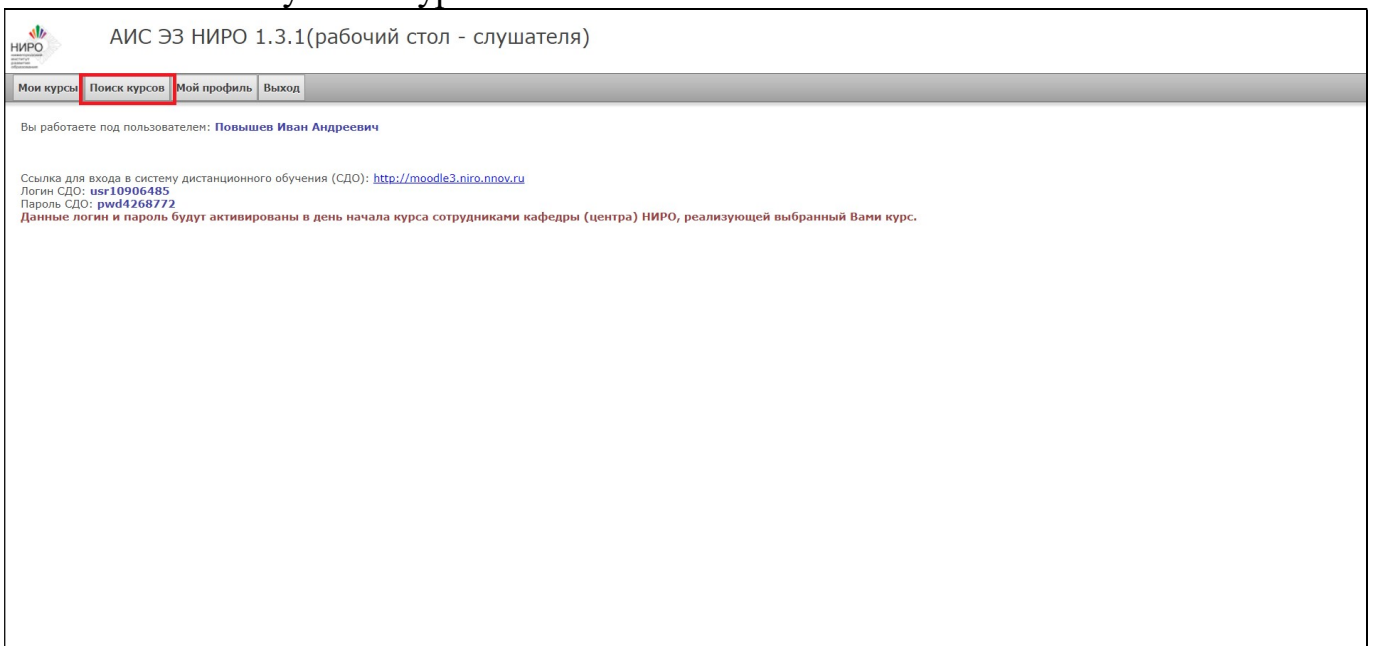 АИС ЭЗ НИРО 1.3.1(рабочий стол - слушателя)
НИРО
Мои курсы Поиск курсов Мой профиль Выход
Вы работаете под пользователем: Повышев Иван Андреевич
Ссылка для входа в систему дистанционного обучения (СДО): http://moodle3.niro.nnov.ru
Логин СДО: usr10906485
Пароль СДО: pwd4268772
Данные логин и пароль будут активированы в день начала курса сотрудниками кафедры (центра) НИРО, реализующей выбранный Вами курс.